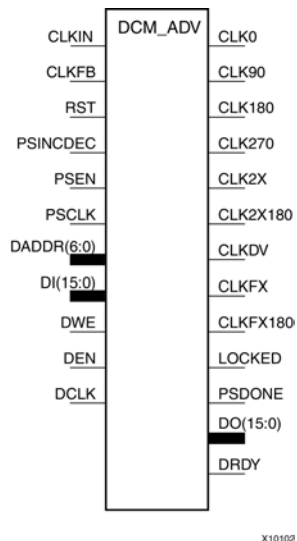 DCM_ADV
CLKIN
CLKFB
RST
PSINCDEC
PSEN
PSCLK
DADDR(6:0)
DI(15:0)
DWE
DEN
DCLK
CLK0
CLK90
CLK180
CLK270
CLK2X
CLK2X180
CLKDV
CLKFX
CLKFX180
LOCKED
PSDONE
DO(15:0)
DRDY
X10102